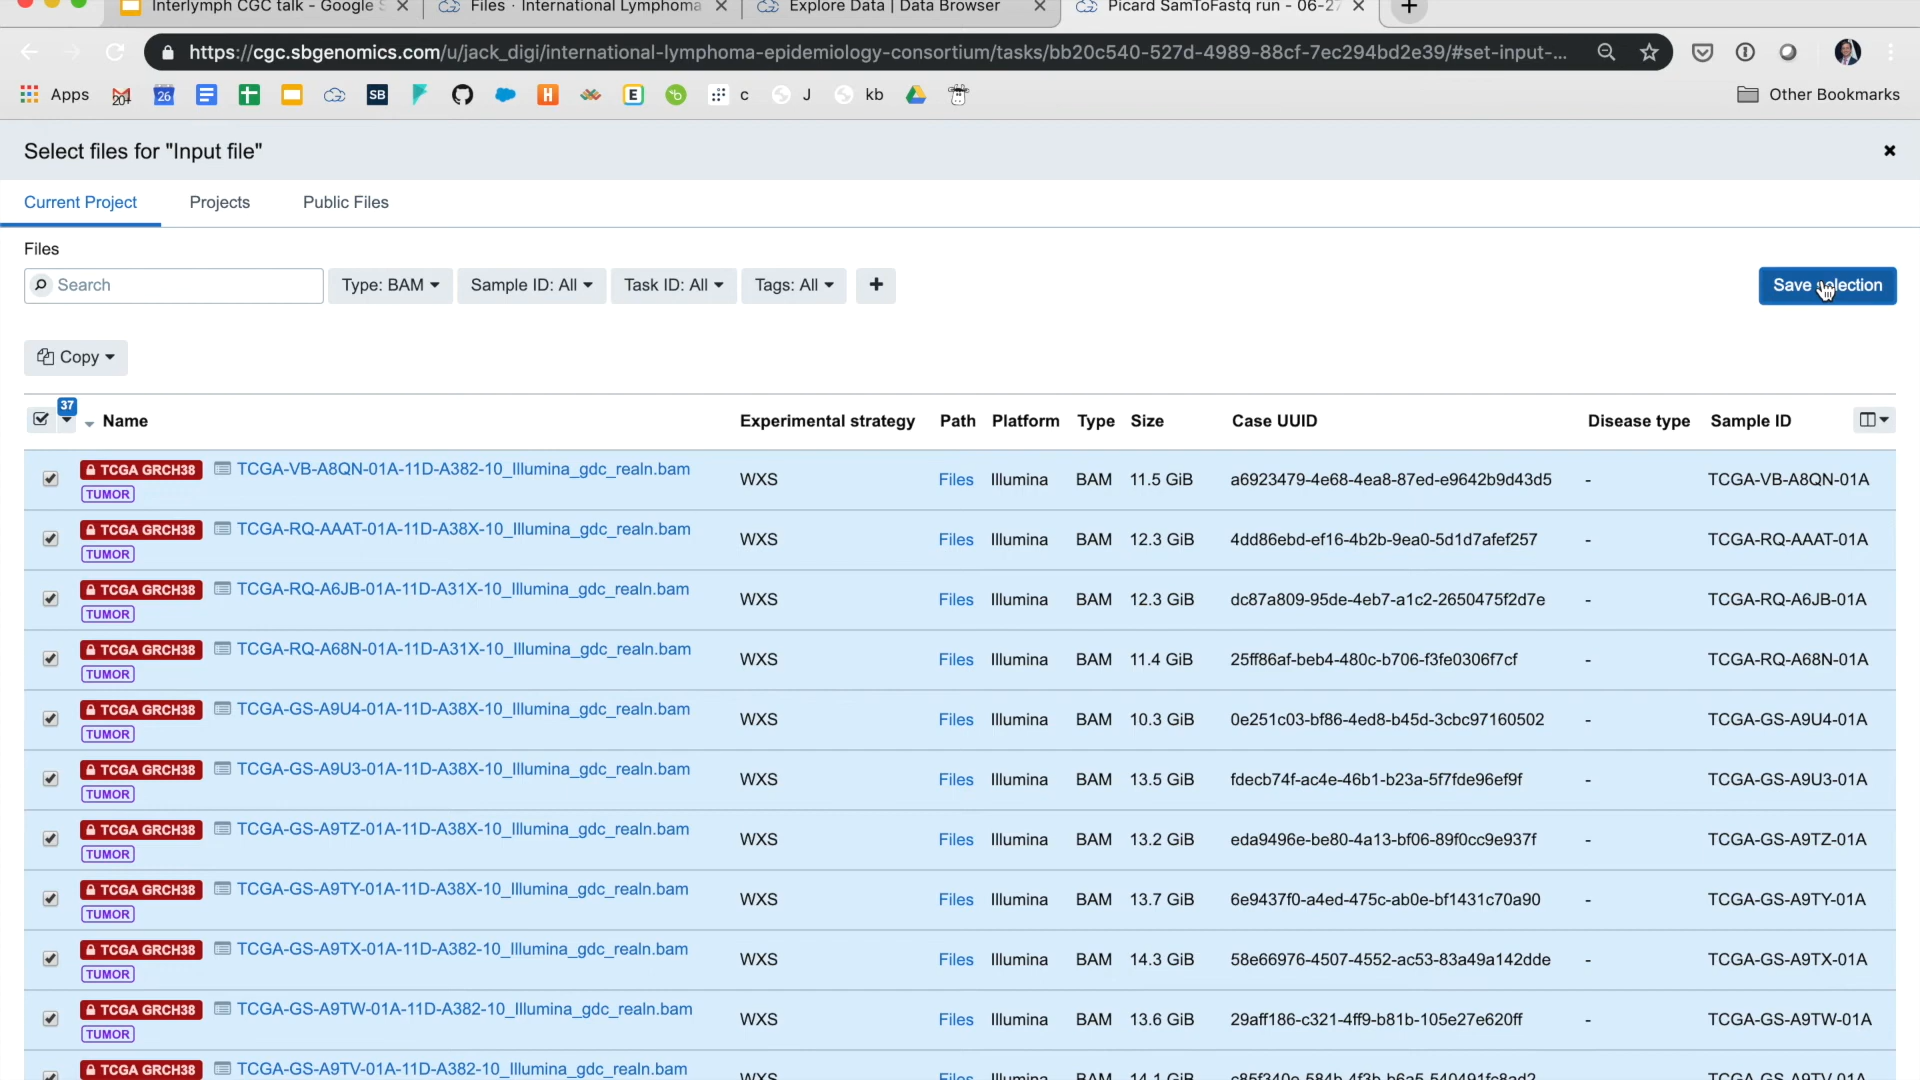 Interlymph CGC talk - Google S
Files · International Lymphoma
Explore Data | Data Browser
Picard SamToFastq run - 06-27
https://cgc.sbgenomics.com/u/jack_digi/international-lymphoma-epidemiology-consortium/tasks/bb20c540-527d-4989-88cf-7ec294bd2e39/#set-input-...
Apps 204 26 SB H E c J kb Other Bookmarks
Select files for "Input file"
Current Project Projects Public Files
Files
Search Type: BAM Sample ID: All Task ID: All Tags: All + Save selection
Copy
37
Name Experimental strategy Path Platform Type Size Case UUID Disease type Sample ID
TCGA GRCH38 TCGA-VB-A8QN-01A-11D-A382-10_Illumina_gdc_realn.bam WXS Files Illumina BAM 11.5 GiB a6923479-4e68-4ea8-87ed-e9642b9d43d5 - TCGA-VB-A8QN-01A
TUMOR
TCGA GRCH38 TCGA-RQ-AAAT-01A-11D-A38X-10_Illumina_gdc_realn.bam WXS Files Illumina BAM 12.3 GiB 4dd86ebd-ef16-4b2b-9ea0-5d1d7afef257 - TCGA-RQ-AAAT-01A
TUMOR
TCGA GRCH38 TCGA-RQ-A6JB-01A-11D-A31X-10_Illumina_gdc_realn.bam WXS Files Illumina BAM 12.3 GiB dc87a809-95de-4eb7-a1c2-2650475f2d7e - TCGA-RQ-A6JB-01A
TUMOR
TCGA GRCH38 TCGA-RQ-A68N-01A-11D-A31X-10_Illumina_gdc_realn.bam WXS Files Illumina BAM 11.4 GiB 25ff86af-beb4-480c-b706-f3fe0306f7cf - TCGA-RQ-A68N-01A
TUMOR
TCGA GRCH38 TCGA-GS-A9U4-01A-11D-A38X-10_Illumina_gdc_realn.bam WXS Files Illumina BAM 10.3 GiB 0e251c03-bf86-4ed8-b45d-3cbc97160502 - TCGA-GS-A9U4-01A
TUMOR
TCGA GRCH38 TCGA-GS-A9U3-01A-11D-A38X-10_Illumina_gdc_realn.bam WXS Files Illumina BAM 13.5 GiB fdecb74f-ac4e-46b1-b23a-5f7fde96ef9f - TCGA-GS-A9U3-01A
TUMOR
TCGA GRCH38 TCGA-GS-A9TZ-01A-11D-A38X-10_Illumina_gdc_realn.bam WXS Files Illumina BAM 13.2 GiB eda9496e-be80-4a13-bf06-89f0cc9e937f - TCGA-GS-A9TZ-01A
TUMOR
TCGA GRCH38 TCGA-GS-A9TY-01A-11D-A38X-10_Illumina_gdc_realn.bam WXS Files Illumina BAM 13.7 GiB 6e9437f0-a4ed-475c-ab0e-bf1431c70a90 - TCGA-GS-A9TY-01A
TUMOR
TCGA GRCH38 TCGA-GS-A9TX-01A-11D-A382-10_Illumina_gdc_realn.bam WXS Files Illumina BAM 14.3 GiB 58e66976-4507-4552-ac53-83a49a142dde - TCGA-GS-A9TX-01A
TUMOR
TCGA GRCH38 TCGA-GS-A9TW-01A-11D-A382-10_Illumina_gdc_realn.bam WXS Files Illumina BAM 13.6 GiB 29aff186-c321-4ff9-b81b-105e27e620ff - TCGA-GS-A9TW-01A
TUMOR
TCGA GRCH38 TCGA-GS-A9TV-01A-11D-A382-10_Illumina_gdc_realn.bam WXS Files Illumina BAM 14.1 GiB c85f340e-584b-4f3b-b6a5-540491fc8ad2 - TCGA-GS-A9TV-01A